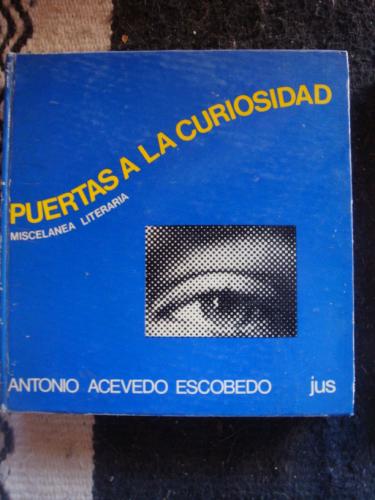 PUERTAS A LA CURIOSIDAD
MISCELANEA LITERARIA
ANTONIO ACEVEDO ESCOBEDO
jus